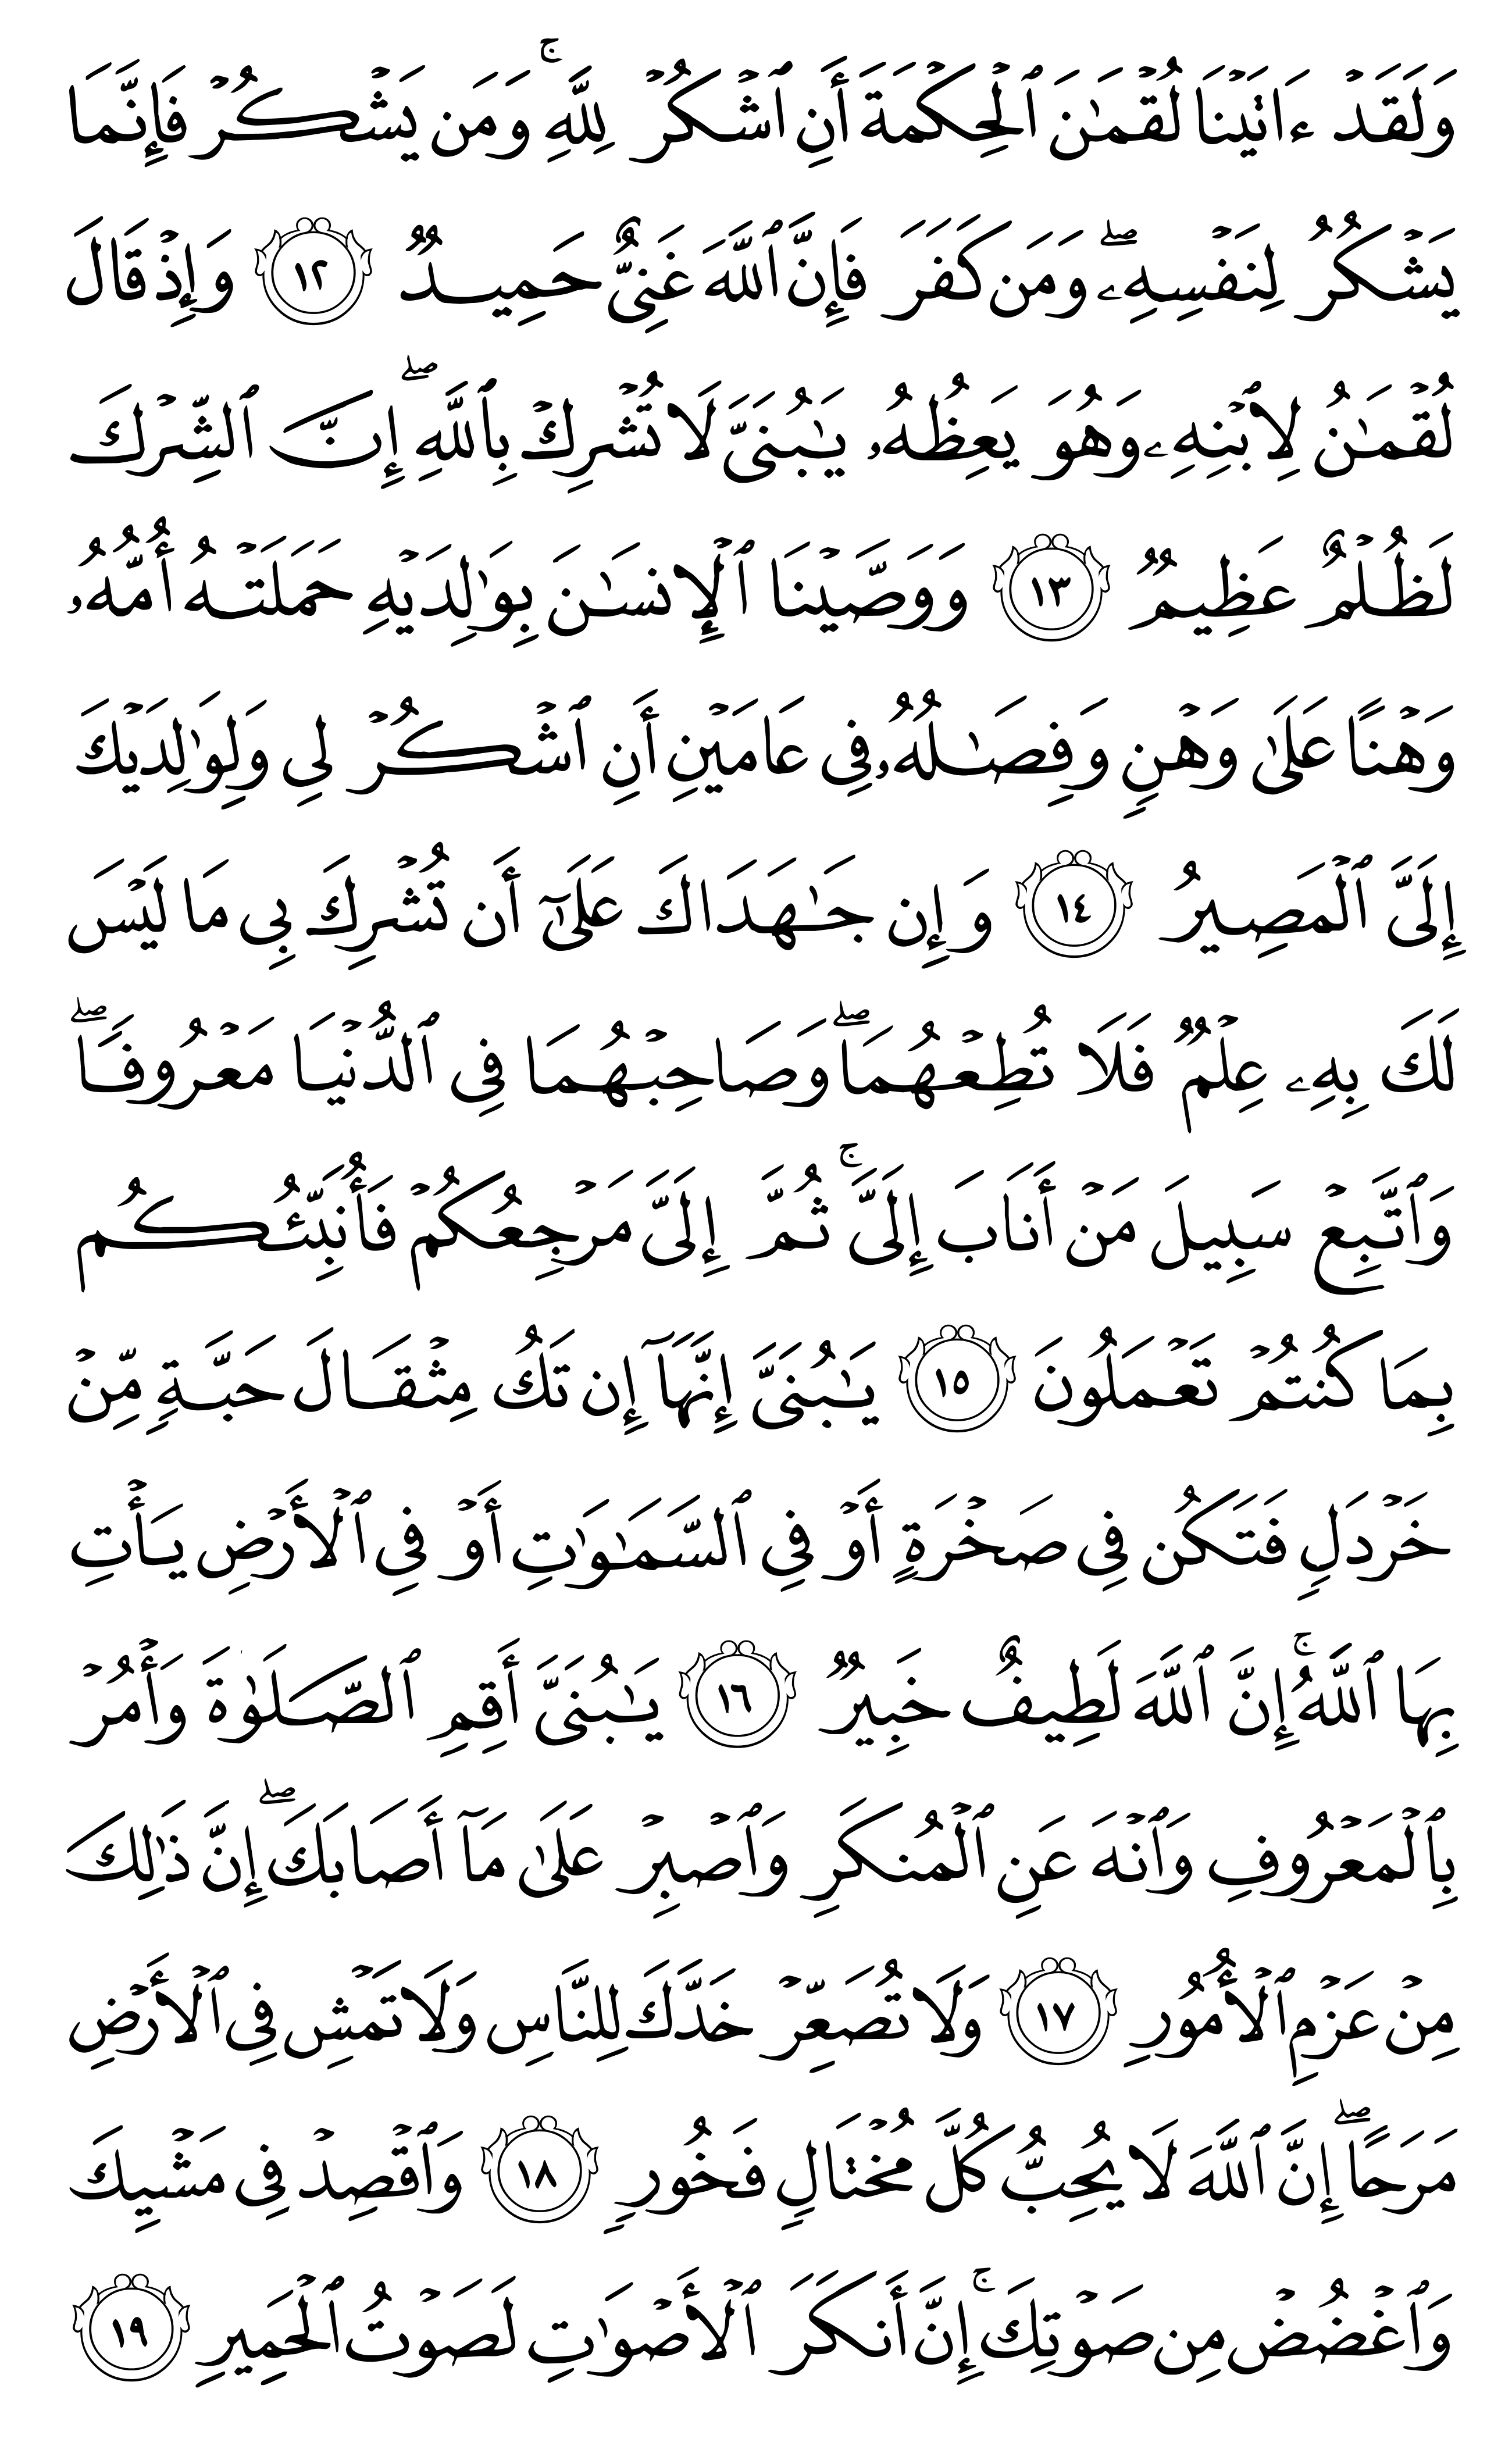 وَلَقَدْ ءَاتَيْنَا لُقْمَـٰنَ ٱلْحِكْمَةَ أَنِ ٱشْكُرْ لِلَّهِ ۚ وَمَن يَشْكُرْ فَإِنَّمَا
يَشْكُرُ لِنَفْسِهِۦ ۖ وَمَن كَفَرَ فَإِنَّ ٱللَّهَ غَنِىٌّ حَمِيدٌ ١٢ وَإِذْ قَالَ
لُقْمَـٰنُ لِٱبْنِهِۦ وَهُوَ يَعِظُهُۥ يَـٰبُنَىَّ لَا تُشْرِكْ بِٱللَّهِ ۖ إِنَّ ٱلشِّرْكَ
لَظُلْمٌ عَظِيمٌ ١٣ وَوَصَّيْنَا ٱلْإِنسَـٰنَ بِوَٰلِدَيْهِ حَمَلَتْهُ أُمُّهُۥ
وَهْنًا عَلَىٰ وَهْنٍ وَفِصَـٰلُهُۥ فِى عَامَيْنِ أَنِ ٱشْكُرْ لِى وَلِوَٰلِدَيْكَ
إِلَىَّ ٱلْمَصِيرُ ١٤ وَإِن جَـٰهَدَاكَ عَلَىٰٓ أَن تُشْرِكَ بِى مَا لَيْسَ
لَكَ بِهِۦ عِلْمٌ فَلَا تُطِعْهُمَا ۖ وَصَاحِبْهُمَا فِى ٱلدُّنْيَا مَعْرُوفًا ۖ
وَٱتَّبِعْ سَبِيلَ مَنْ أَنَابَ إِلَىَّ ۚ ثُمَّ إِلَىَّ مَرْجِعُكُمْ فَأُنَبِّئُكُم
بِمَا كُنتُمْ تَعْمَلُونَ ١٥ يَـٰبُنَىَّ إِنَّهَآ إِن تَكُ مِثْقَالَ حَبَّةٍ مِّنْ
خَرْدَلٍ فَتَكُن فِى صَخْرَةٍ أَوْ فِى ٱلسَّمَـٰوَٰتِ أَوْ فِى ٱلْأَرْضِ يَأْتِ
بِهَا ٱللَّهُ ۚ إِنَّ ٱللَّهَ لَطِيفٌ خَبِيرٌ ١٦ يَـٰبُنَىَّ أَقِمِ ٱلصَّلَوٰةَ وَأْمُرْ
بِٱلْمَعْرُوفِ وَٱنْهَ عَنِ ٱلْمُنكَرِ وَٱصْبِرْ عَلَىٰ مَآ أَصَابَكَ ۖ إِنَّ ذَٰلِكَ
مِنْ عَزْمِ ٱلْأُمُورِ ١٧ وَلَا تُصَعِّرْ خَدَّكَ لِلنَّاسِ وَلَا تَمْشِ فِى ٱلْأَرْضِ
مَرَحًا ۖ إِنَّ ٱللَّهَ لَا يُحِبُّ كُلَّ مُخْتَالٍ فَخُورٍ ١٨ وَٱقْصِدْ فِى مَشْيِكَ
وَٱغْضُضْ مِن صَوْتِكَ ۚ إِنَّ أَنكَرَ ٱلْأَصْوَٰتِ لَصَوْتُ ٱلْحَمِيرِ ١٩